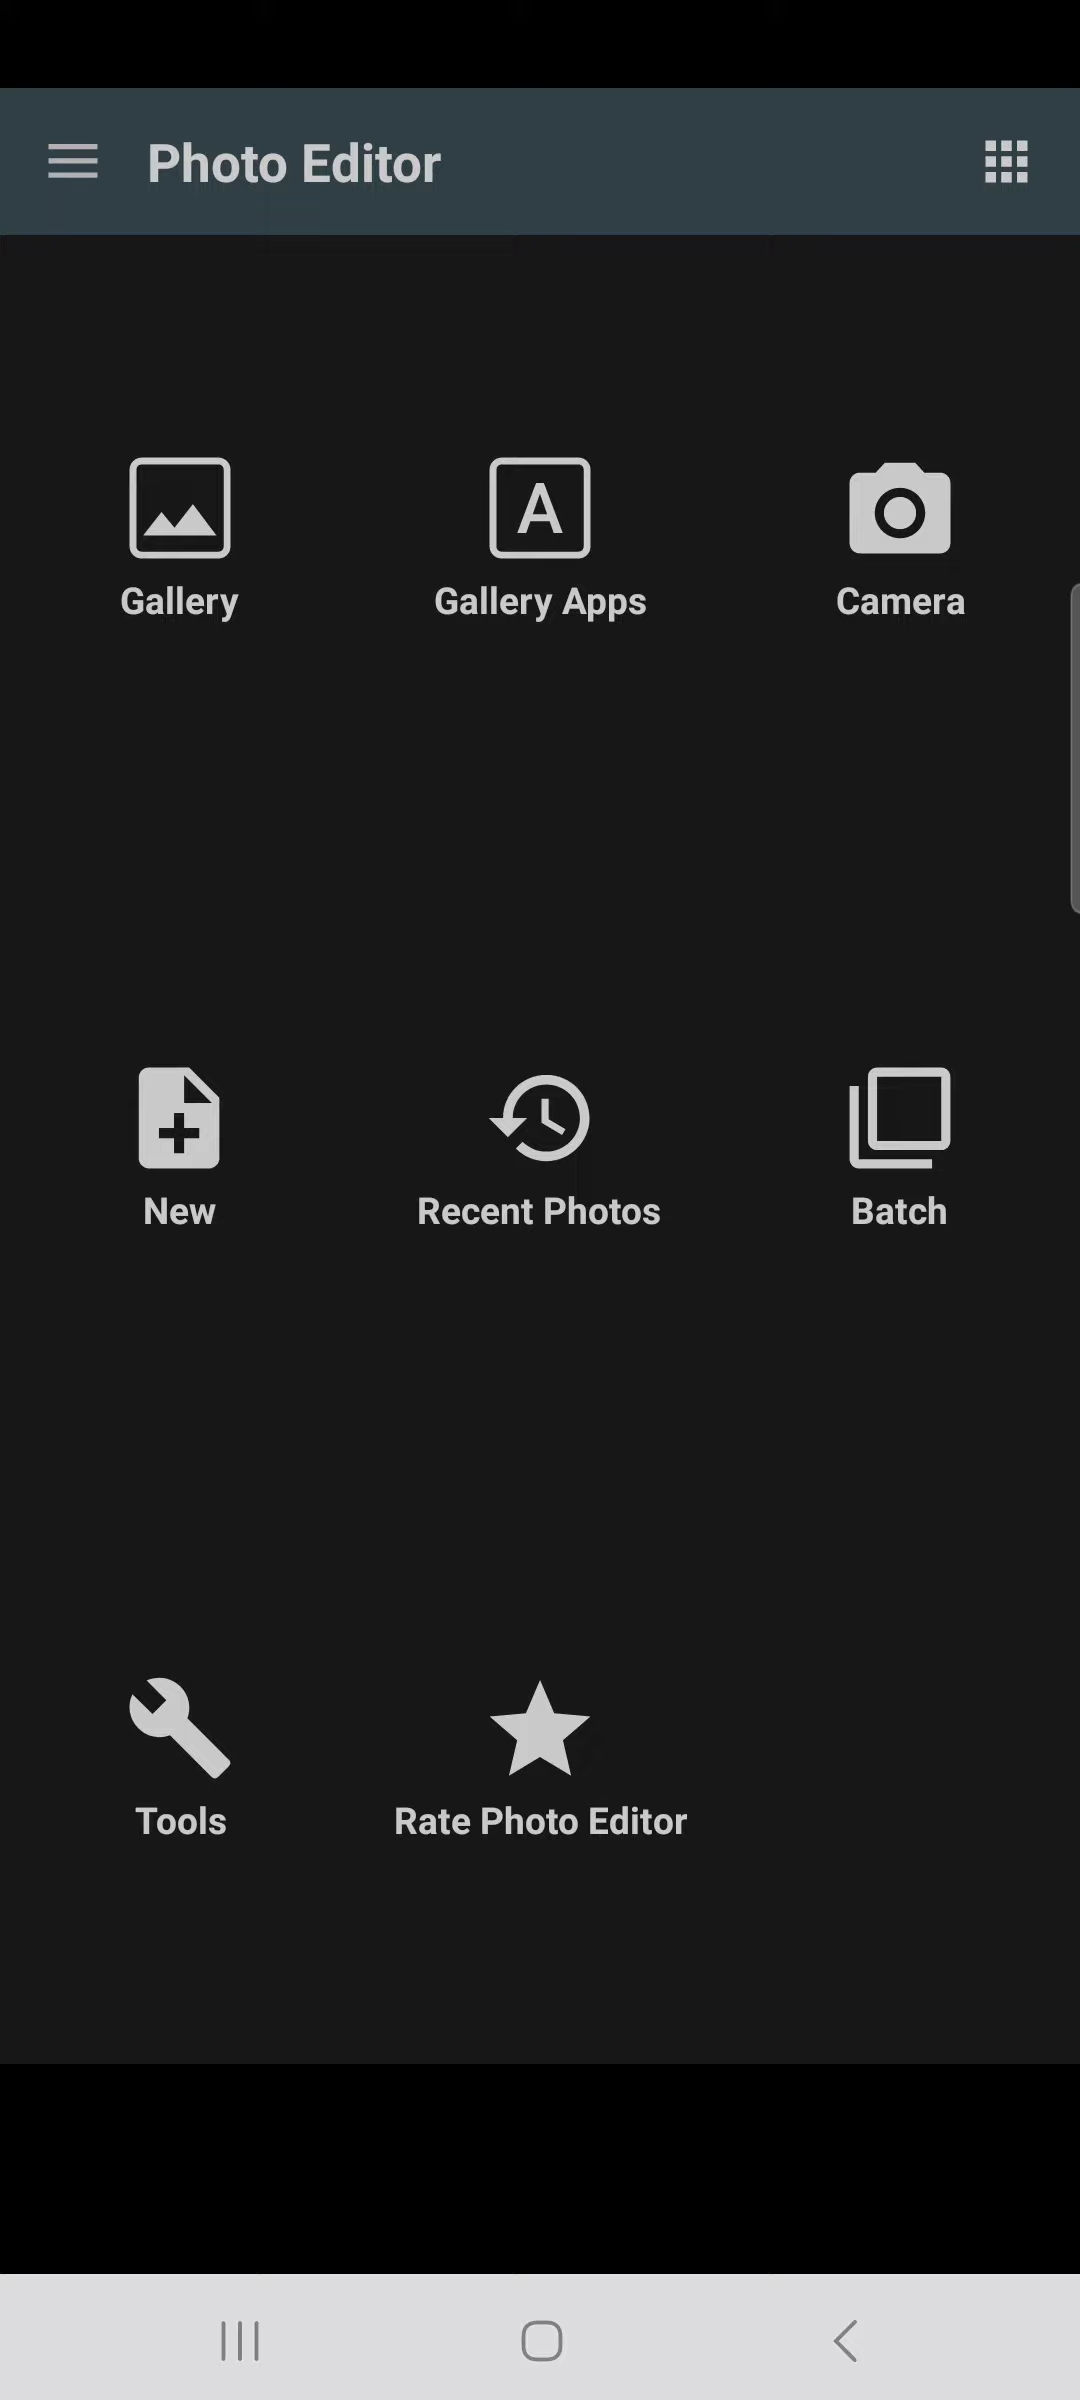 Photo Editor
A
Gallery
Gallery Apps
Camera
New
Recent Photos
Batch
Tools
Rate Photo Editor